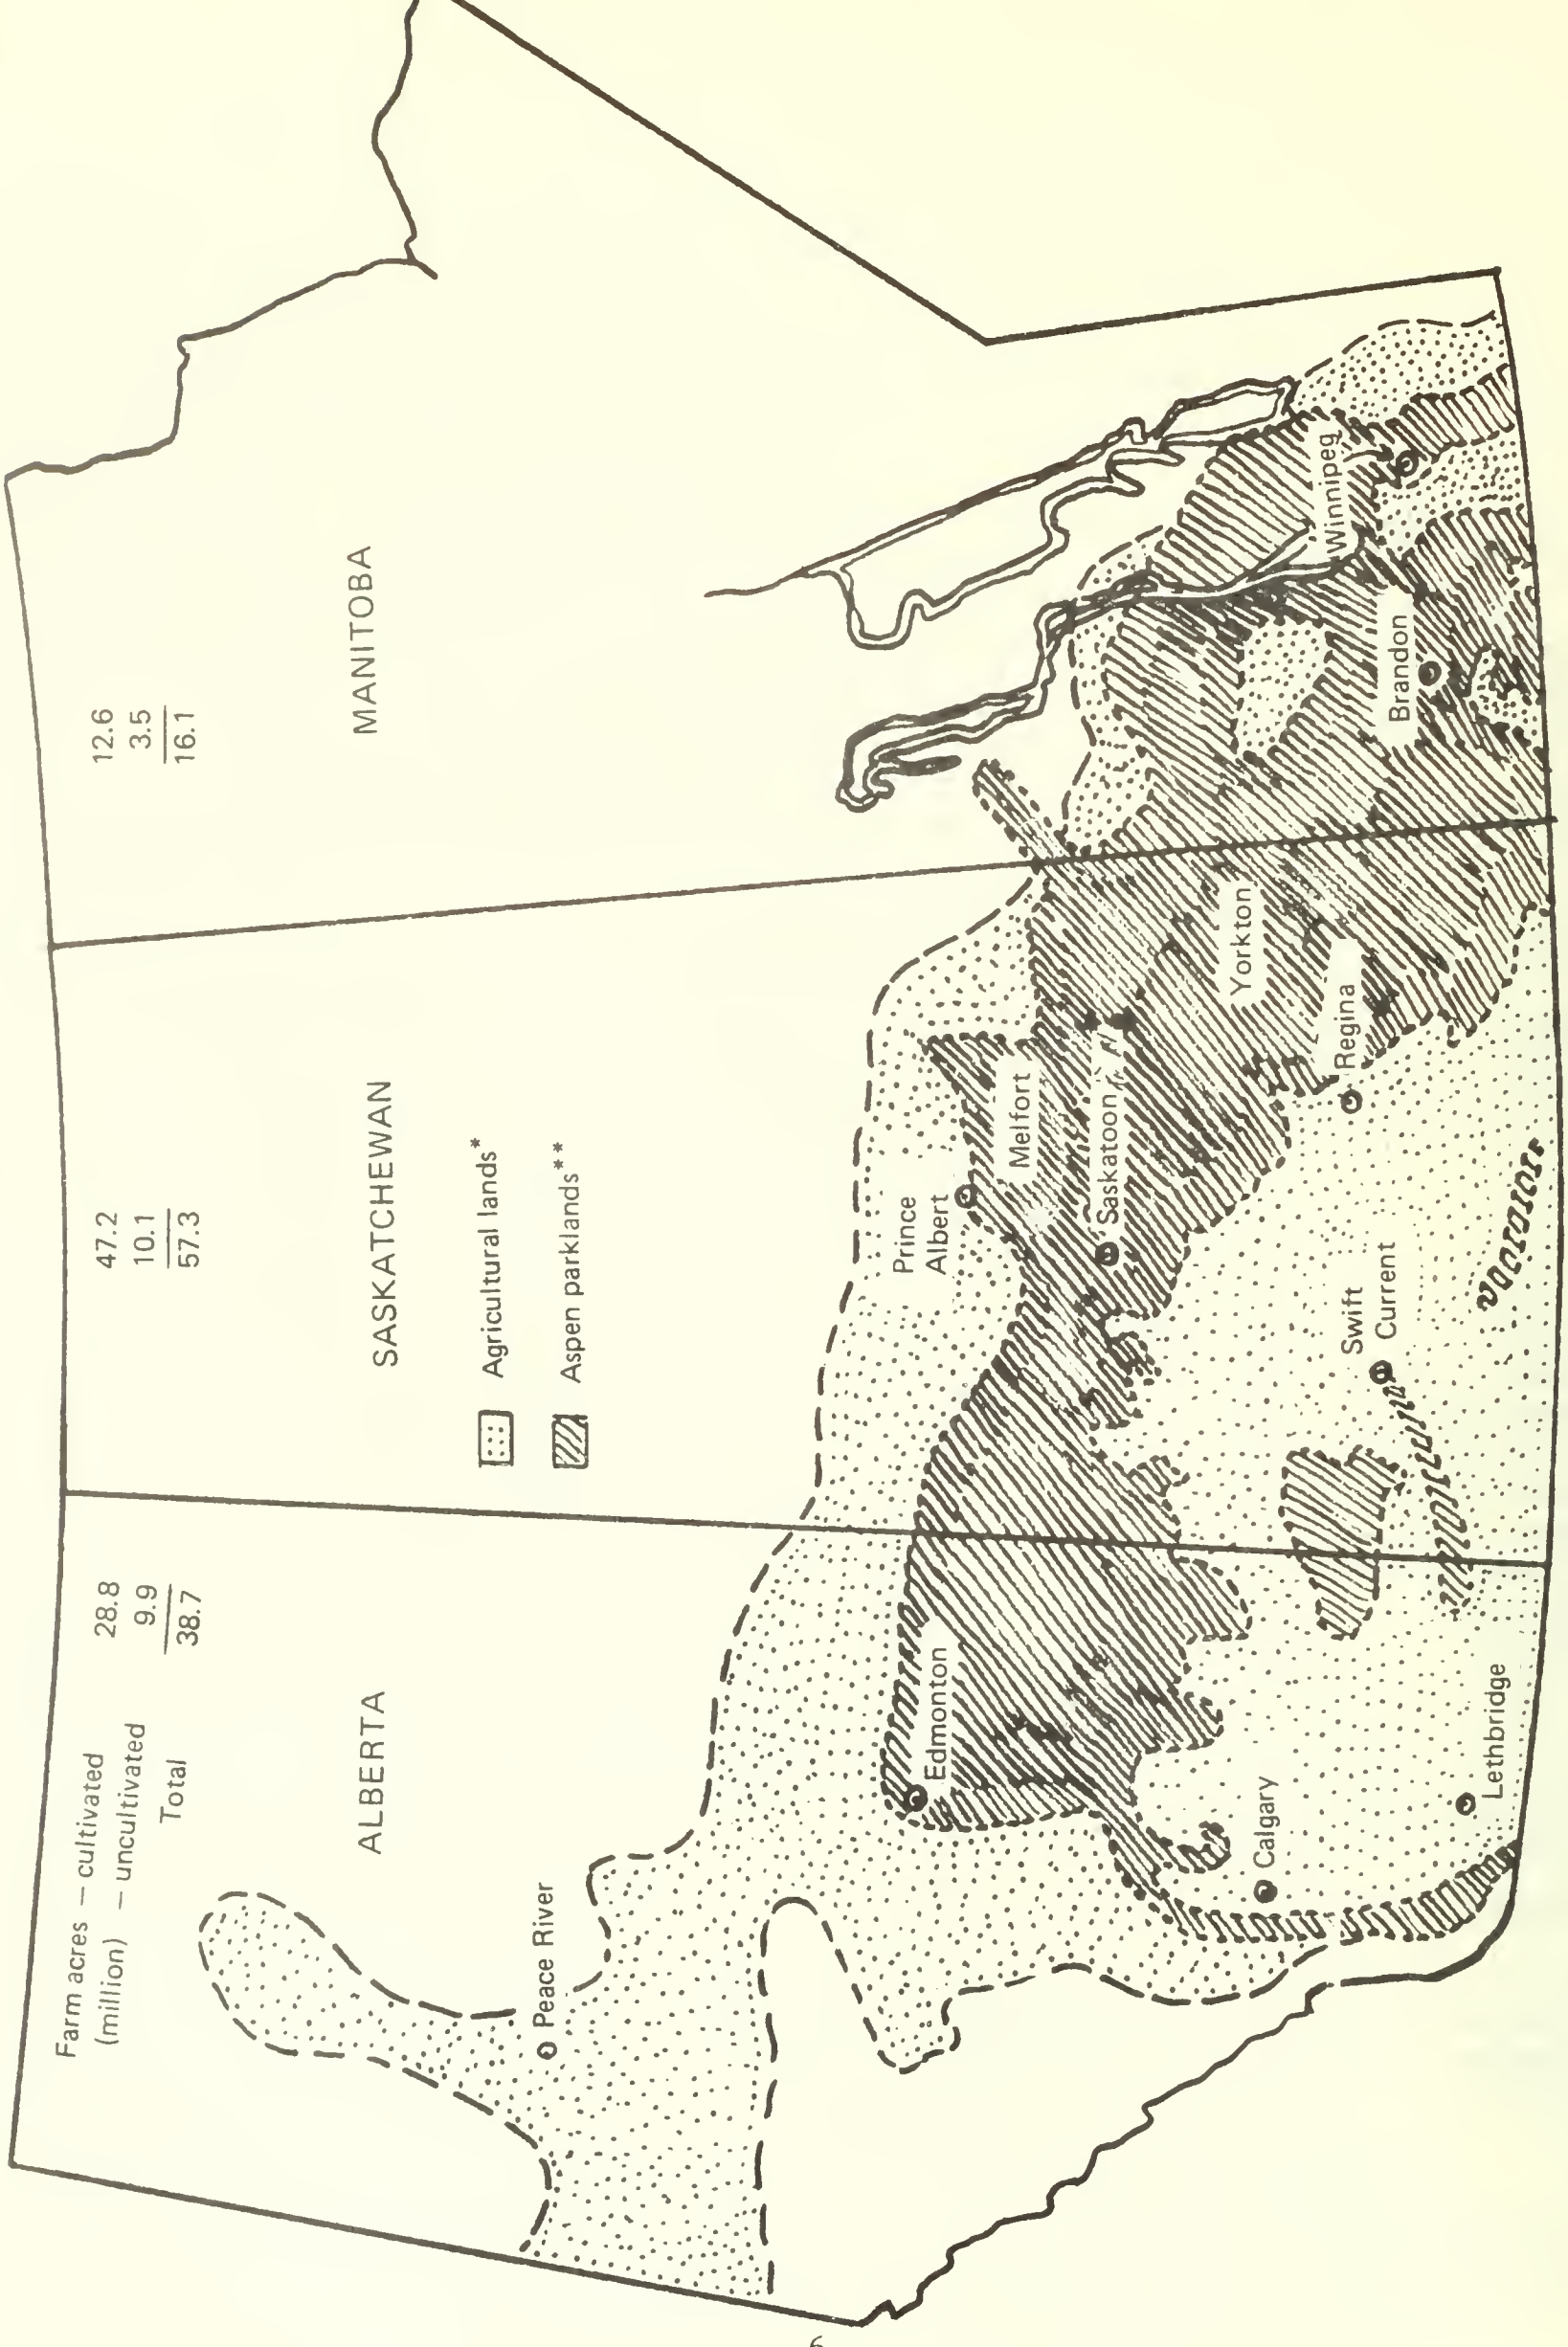 Farm acres — cultivated
(million) — uncultivated
Total
28.8
9.9
38.7
47.2
10.1
57.3
12.6
3.5
16.1
ALBERTA
SASKATCHEWAN
MANITOBA
Agricultural lands*
Aspen parklands**
Peace River
Edmonton
Calgary
Lethbridge
Prince
Albert
Melfort
Saskatoon
Swift
Current
Regina
Yorkton
Brandon
Winnipeg